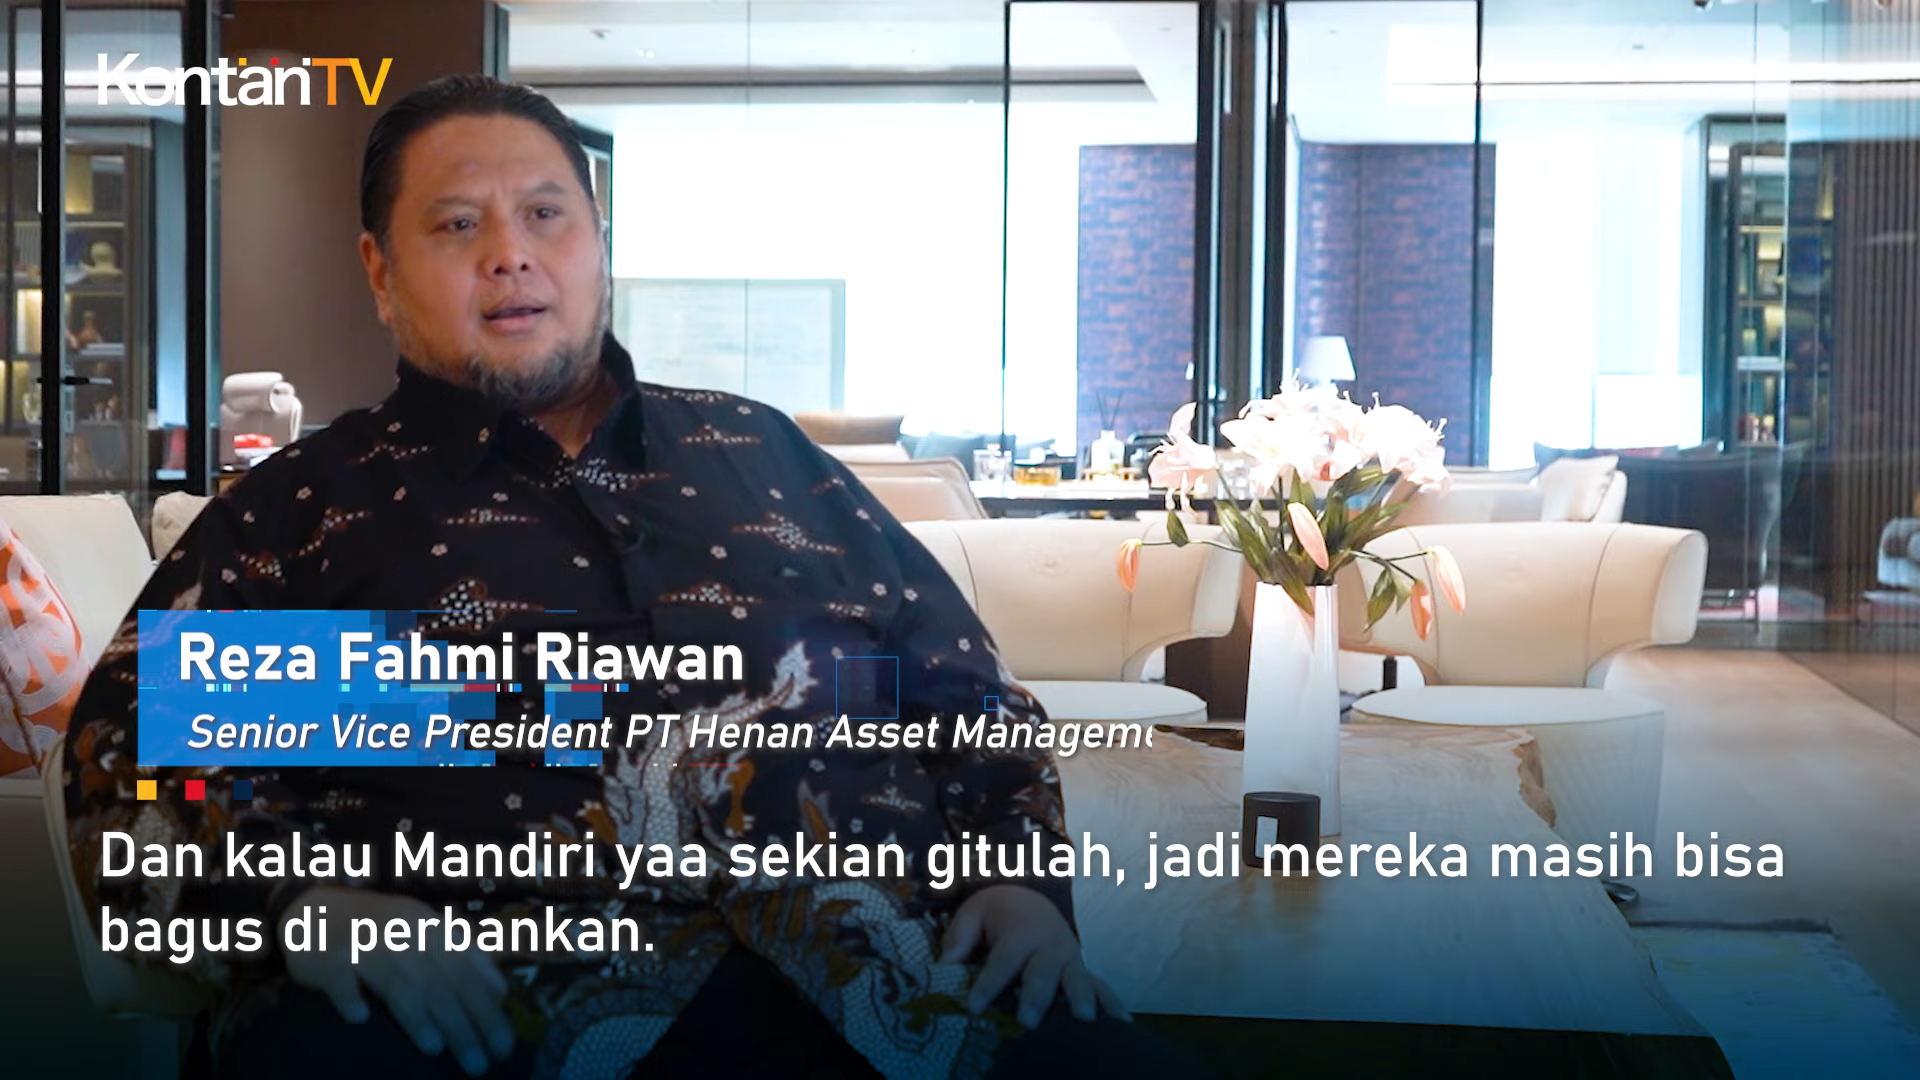 KontanTV
Reza Fahmi Riawan
Senior Vice President PT Henan Asset Manageme
Dan kalau Mandiri yaa sekian gitulah, jadi mereka masih bisa
bagus di perbankan.